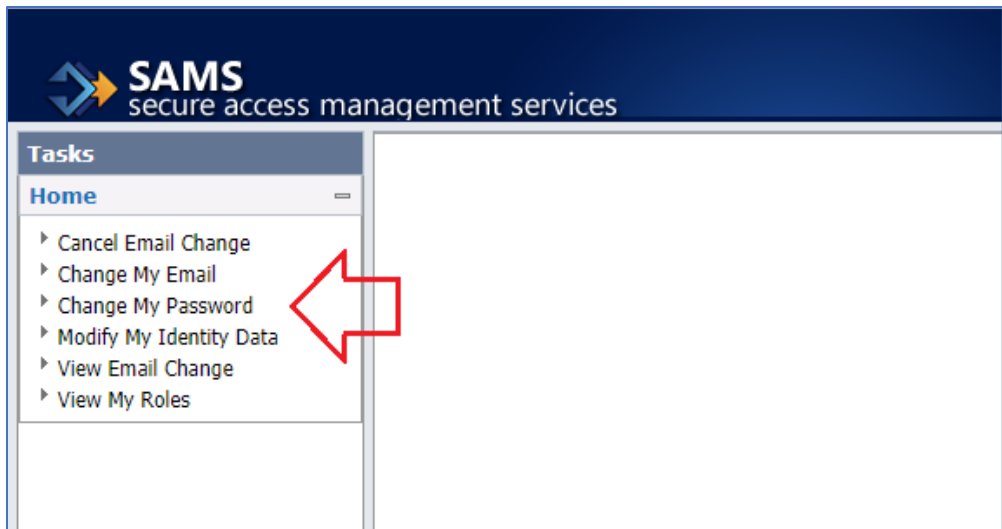 SAMS
secure access management services
Tasks
Home
Cancel Email Change
Change My Email
Change My Password
Modify My Identity Data
View Email Change
View My Roles